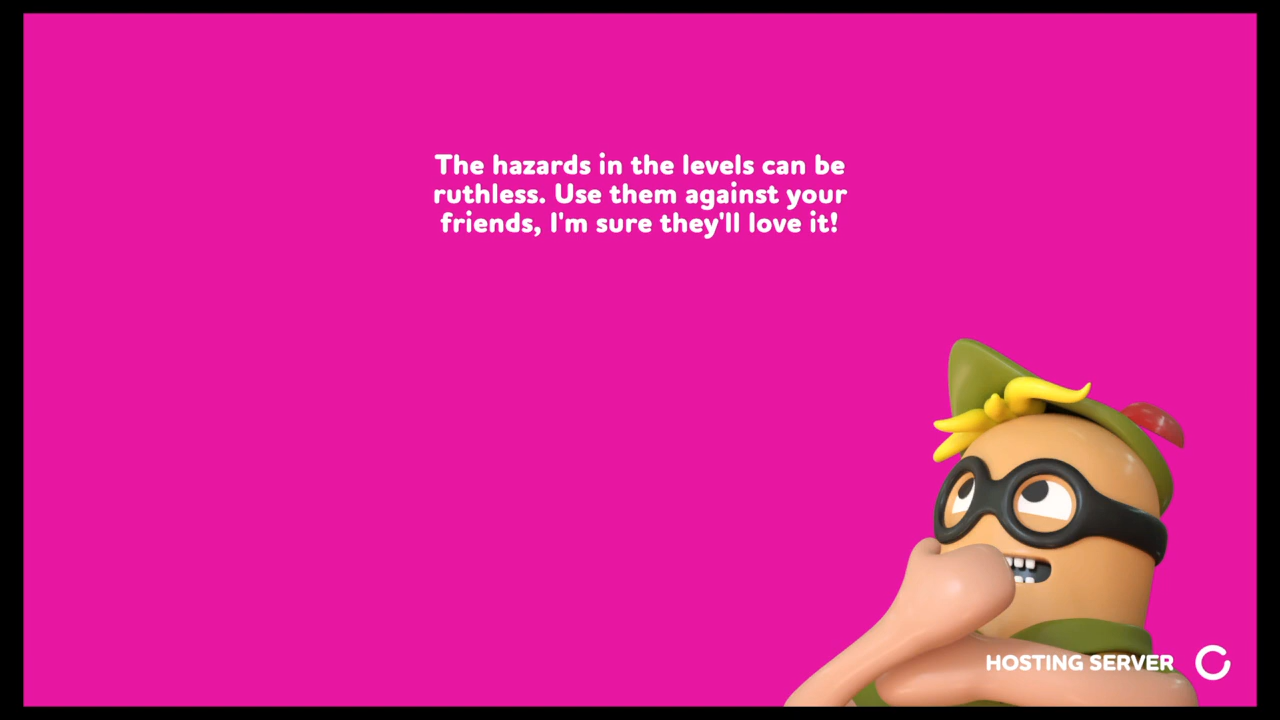 The hazards in the levels can be
ruthless. Use them against your
friends, I'm sure they'll love it!
HOSTING SERVER